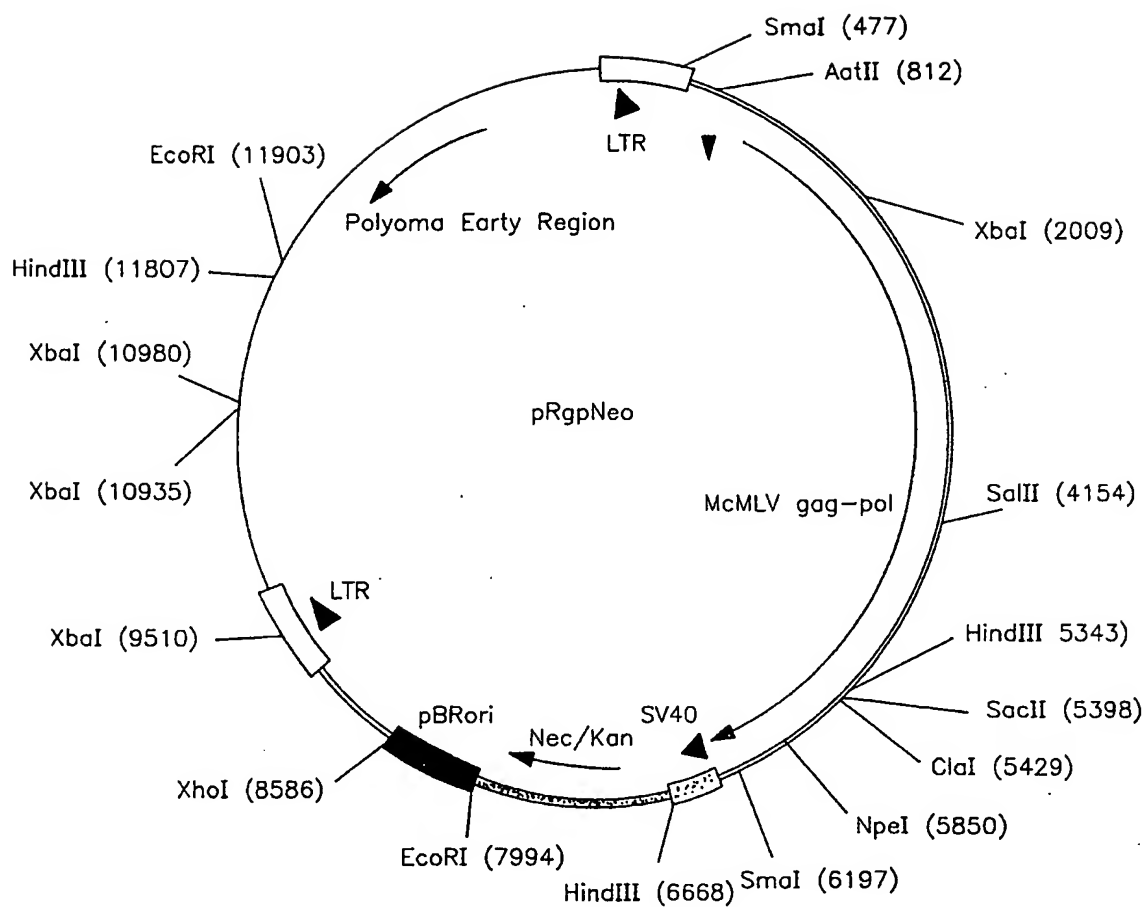 SmaI (477)
AatII (812)
LTR
EcoRI (11903)
Polyoma Earty Region
XbaI (2009)
HindIII (11807)
XbaI (10980)
pRgpNeo
XbaI (10935)
McMLV gag-pol
SalII (4154)
LTR
XbaI (9510)
HindIII 5343)
SacII (5398)
pBRori
SV40
Nec/Kan
ClaI (5429)
XhoI (8586)
NpeI (5850)
EcoRI (7994)
HindIII (6668)
SmaI (6197)